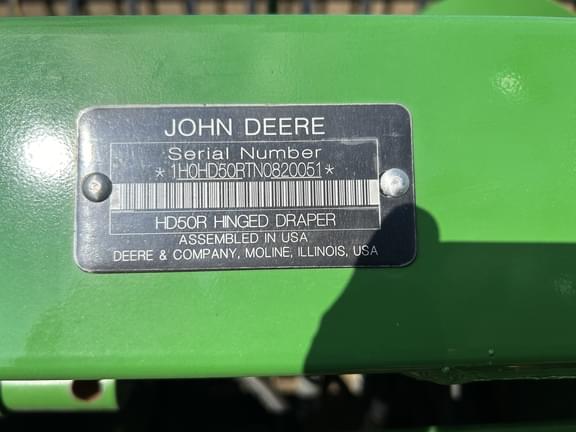 JOHN DEERE
Serial Number
*1H0HD50RTN0820051*
HD50R HINGED DRAPER
ASSEMBLED IN USA
DEERE & COMPANY, MOLINE, ILLINOIS, USA